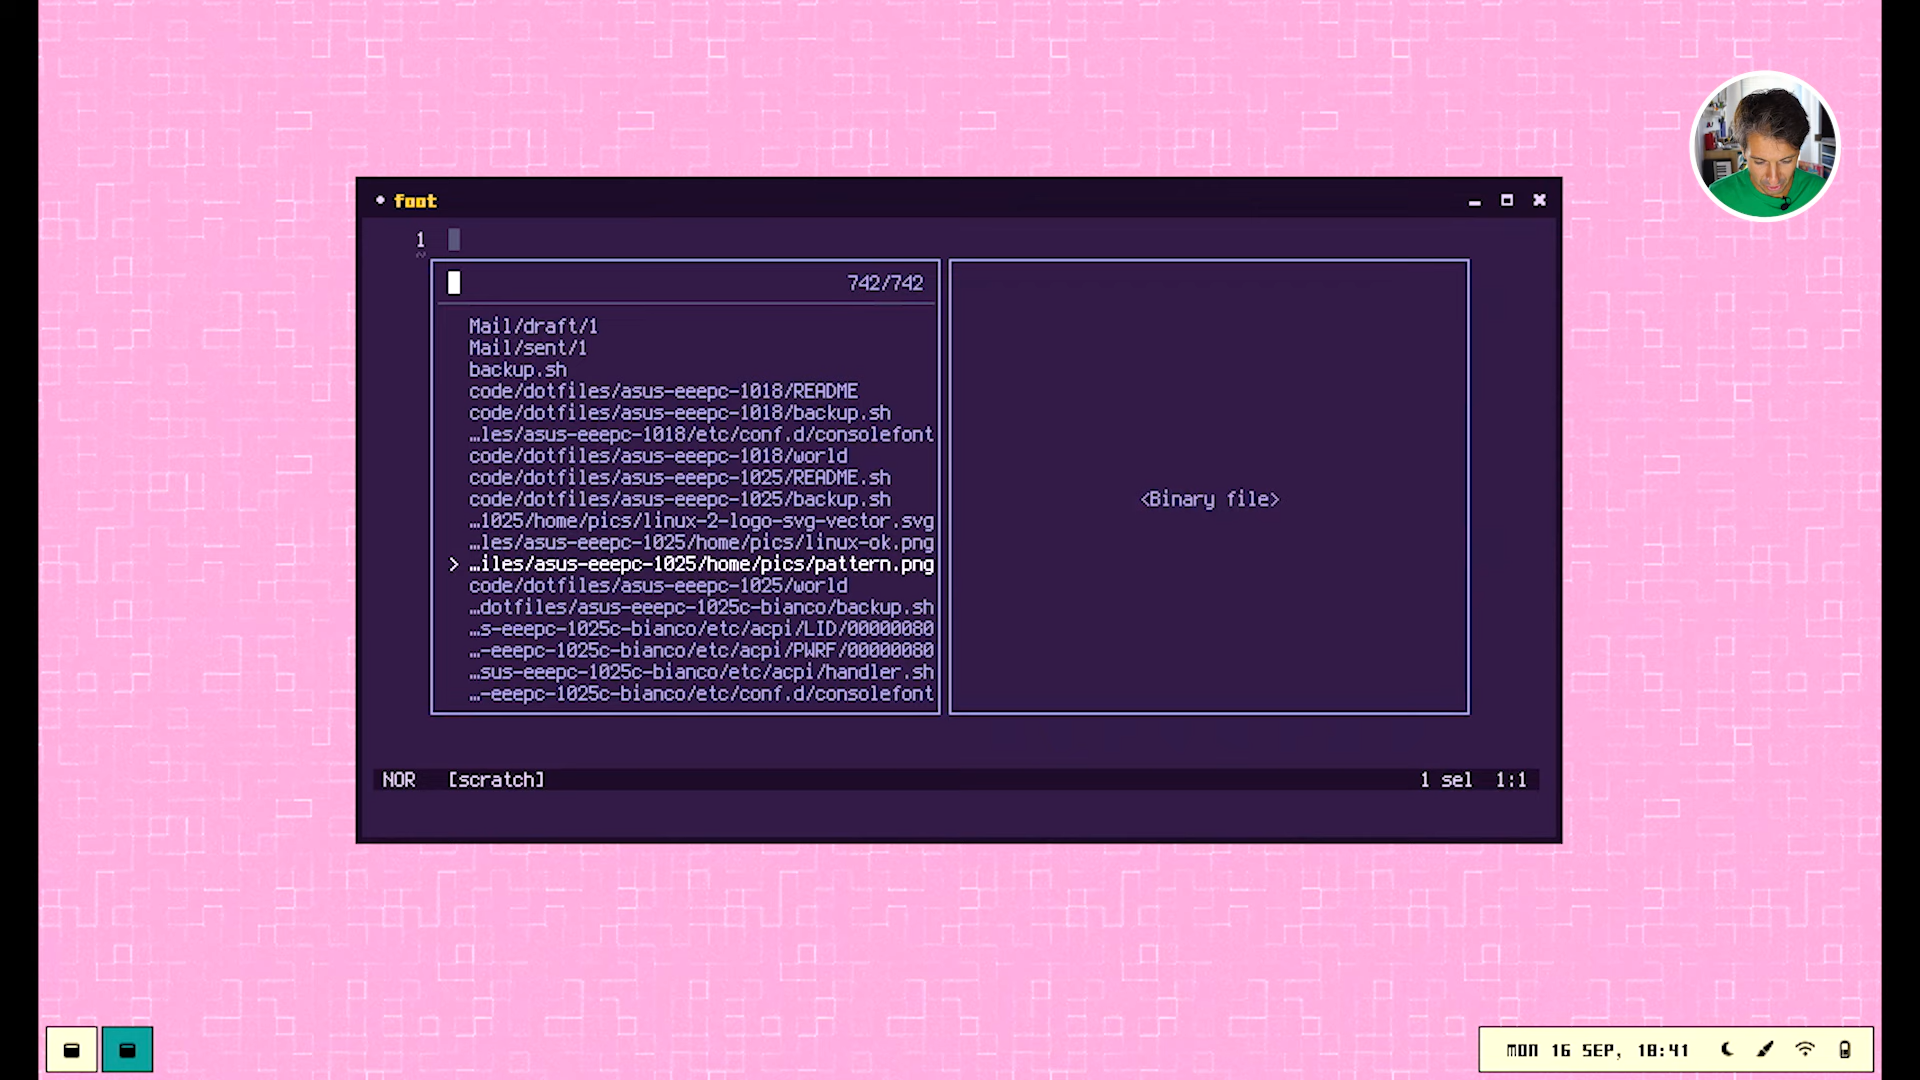 • foot
1
~
742/742
Mail/draft/1
Mail/sent/1
backup.sh
code/dotfiles/asus-eeepc-1018/README
code/dotfiles/asus-eeepc-1018/backup.sh
…les/asus-eeepc-1018/etc/conf.d/consolefont
code/dotfiles/asus-eeepc-1018/world
code/dotfiles/asus-eeepc-1025/README.sh
code/dotfiles/asus-eeepc-1025/backup.sh
…1025/home/pics/linux-2-logo-svg-vector.svg
…les/asus-eeepc-1025/home/pics/linux-ok.png
> …iles/asus-eeepc-1025/home/pics/pattern.png
code/dotfiles/asus-eeepc-1025/world
…dotfiles/asus-eeepc-1025c-bianco/backup.sh
…s-eeepc-1025c-bianco/etc/acpi/LID/00000080
…-eeepc-1025c-bianco/etc/acpi/PWRF/00000080
…sus-eeepc-1025c-bianco/etc/acpi/handler.sh
…-eeepc-1025c-bianco/etc/conf.d/consolefont
<Binary file>
NOR [scratch] 1 sel 1:1
MON 16 SEP, 18:41